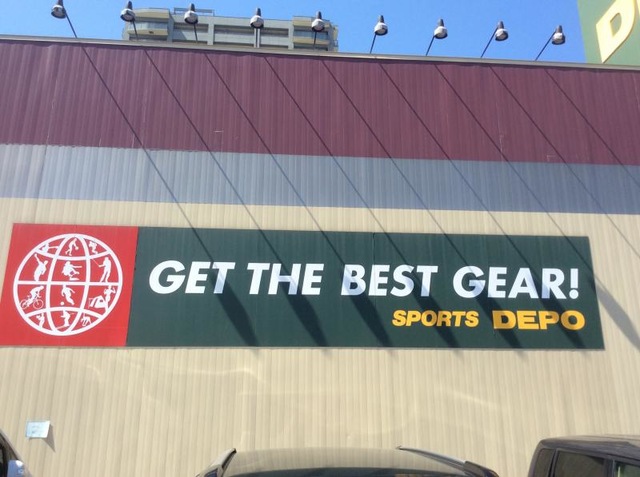 D
GET THE BEST GEAR!
SPORTS DEPO